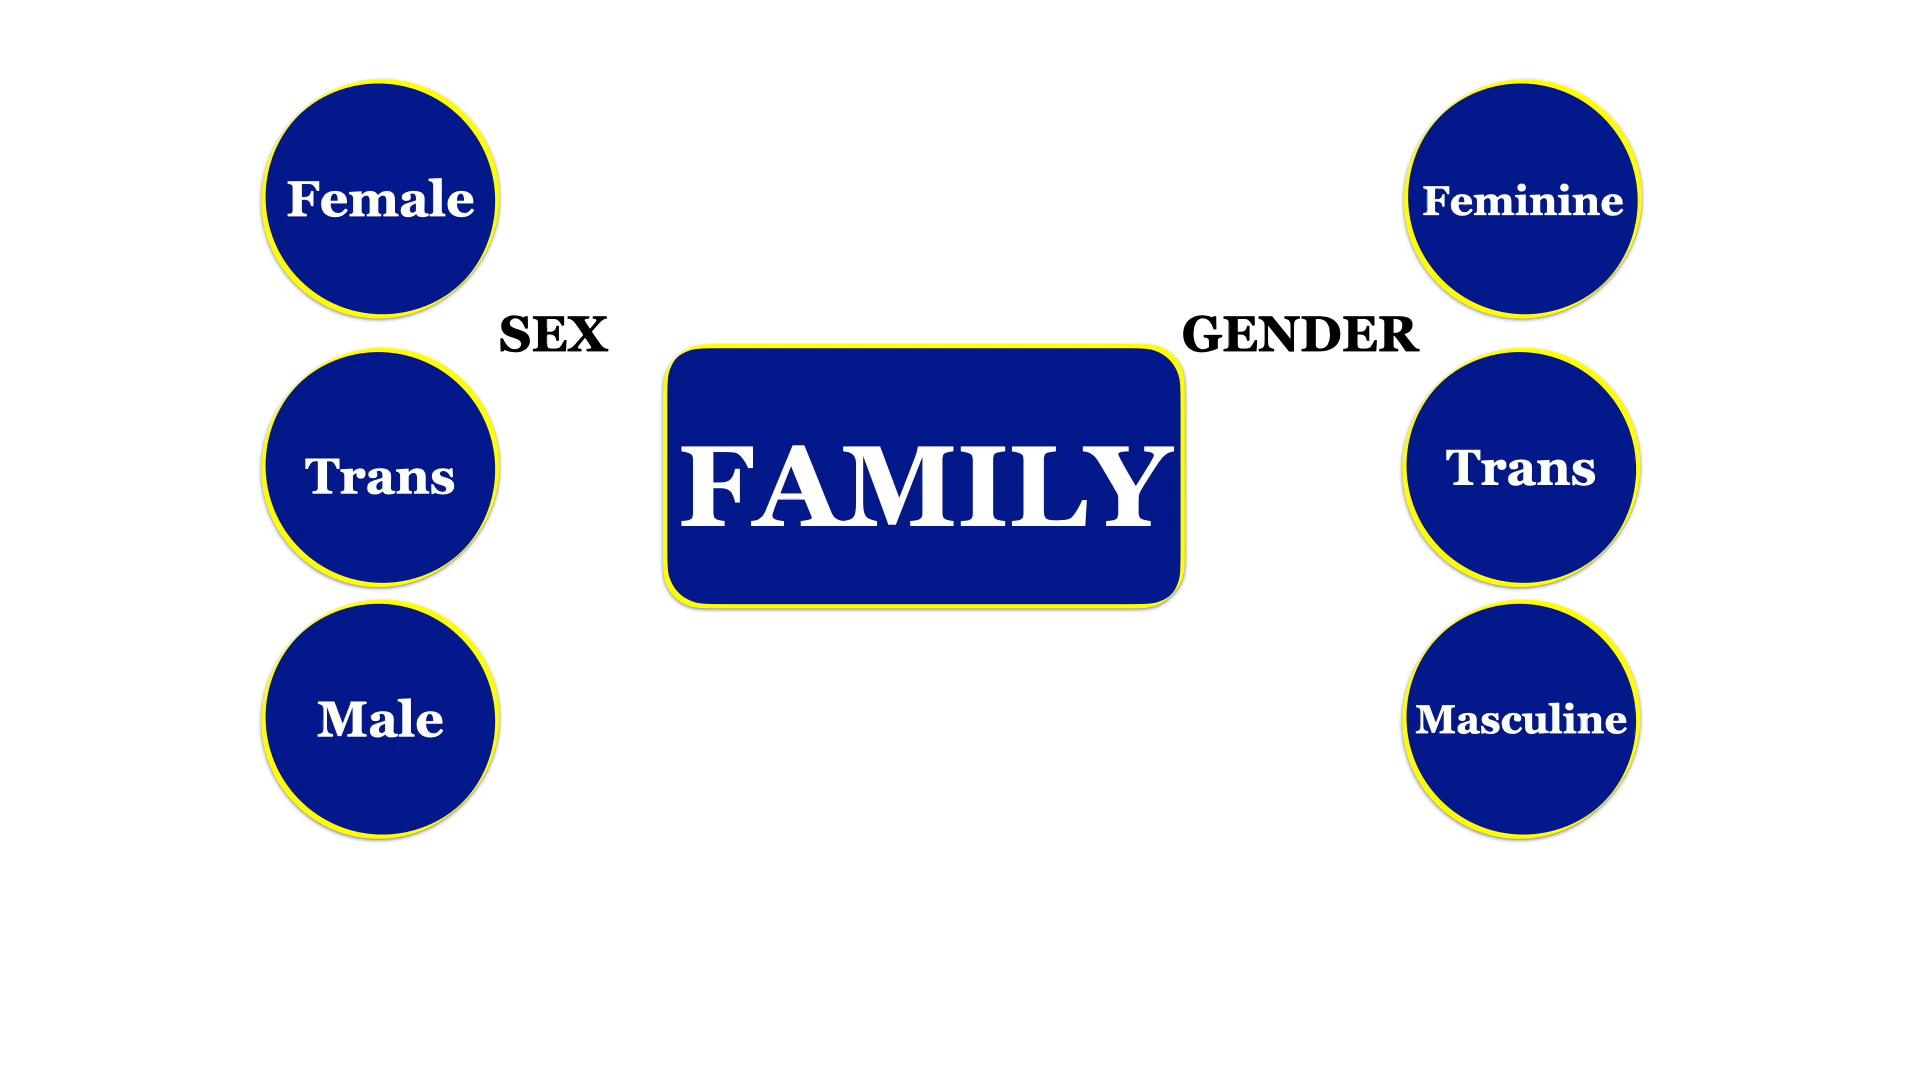 Female
Feminine
SEX
GENDER
FAMILY
Trans
Trans
Male
Masculine